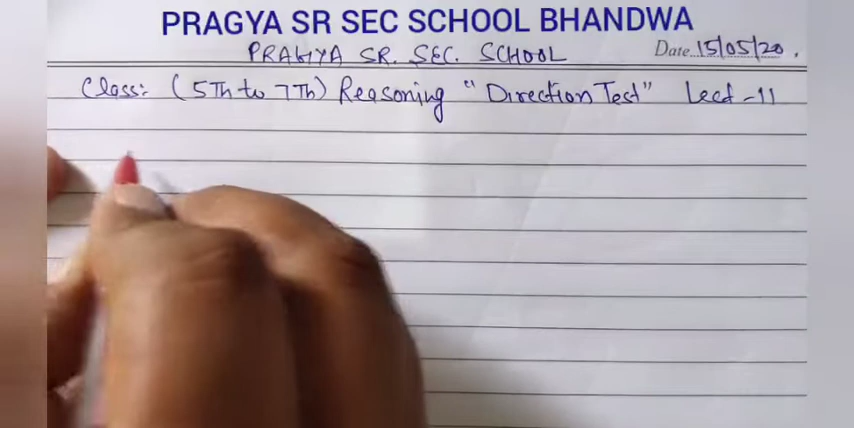 PRAGYA SR SEC SCHOOL BHANDWA
PRAGYA SR. SEC. SCHOOL Date 15/05/20.
Class:- (5Th to 7Th) Reasoning "Direction Test" Lect-11